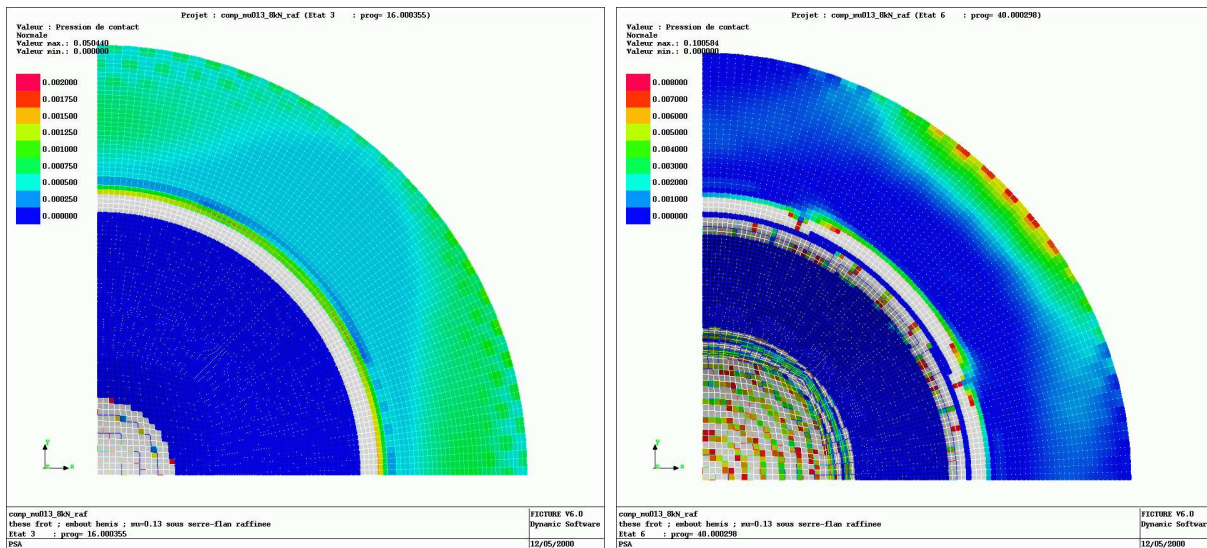 Projet : comp_mu013_8kN_raf (Etat 3 : prog= 16.000355)
Valeur : Pression de contact
Normale
Valeur max.: 0.050440
Valeur min.: 0.000000
0.002000
0.001750
0.001500
0.001250
0.001000
0.000750
0.000500
0.000250
0.000000
y
x
comp_mu013_8kN_raf
these frot ; embout hemis ; mu=0.13 sous serre-flan raffinee
Etat 3 : prog= 16.000355
PSA
FICTURE V6.0
Dynamic Software
12/05/2000
Projet : comp_mu013_8kN_raf (Etat 6 : prog= 40.000298)
Valeur : Pression de contact
Normale
Valeur max.: 0.100584
Valeur min.: 0.000000
0.008000
0.007000
0.006000
0.005000
0.004000
0.003000
0.002000
0.001000
0.000000
y
x
comp_mu013_8kN_raf
these frot ; embout hemis ; mu=0.13 sous serre-flan raffinee
Etat 6 : prog= 40.000298
PSA
FICTURE V6.0
Dynamic Software
12/05/2000